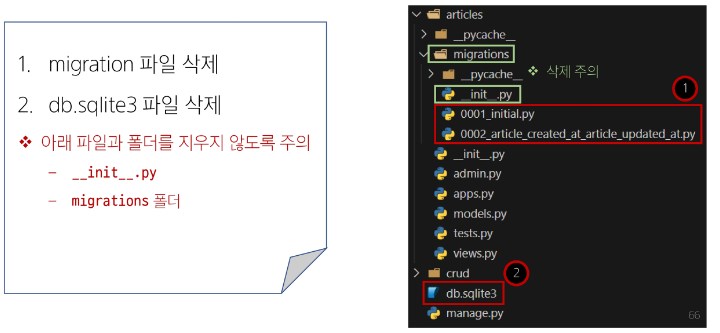 1. migration 파일 삭제
2. db.sqlite3 파일 삭제
❖ 아래 파일과 폴더를 지우지 않도록 주의
– __init__.py
– migrations 폴더
articles
__pycache__
migrations
__pycache__ ❖ 삭제 주의
__init__.py
1
0001_initial.py
0002_article_created_at_article_updated_at.py
__init__.py
admin.py
apps.py
models.py
tests.py
views.py
crud
2
db.sqlite3
manage.py
66